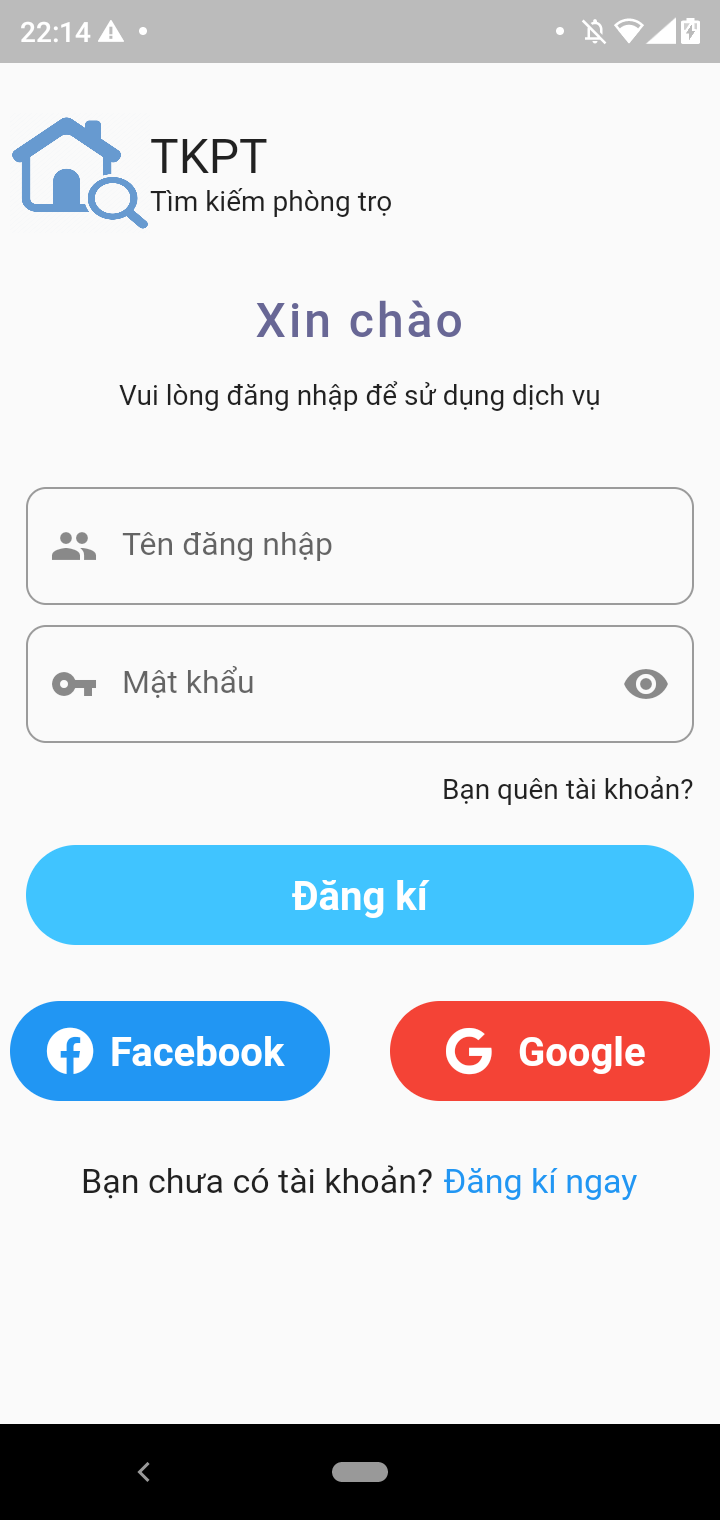 22:14
TKPT
Tìm kiếm phòng trọ
Xin chào
Vui lòng đăng nhập để sử dụng dịch vụ
Tên đăng nhập
Mật khẩu
Bạn quên tài khoản?
Đăng kí
Facebook
Google
Bạn chưa có tài khoản? Đăng kí ngay